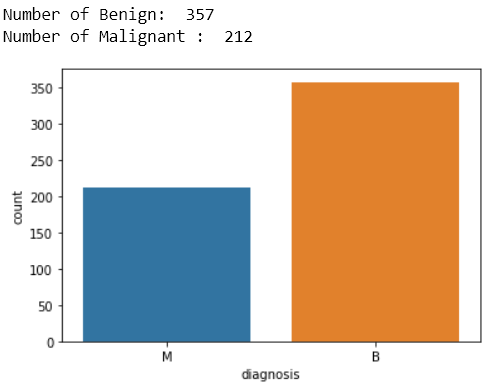 Number of Benign:  357
Number of Malignant :  212
350
300
250
200
150
100
50
0
count
M B
diagnosis